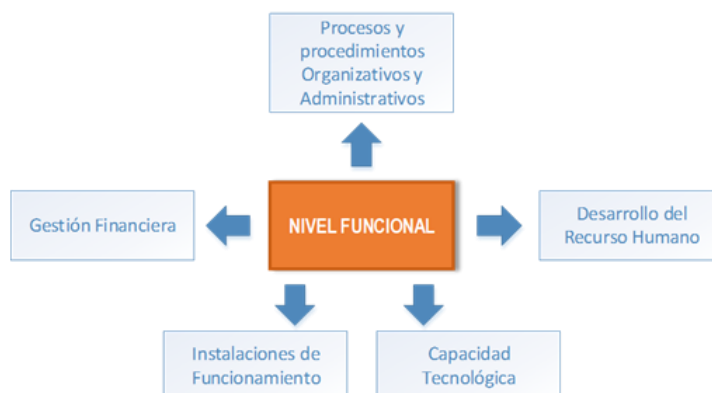 Procesos y
procedimientos
Organizativos y
Administrativos
Gestión Financiera
NIVEL FUNCIONAL
Desarrollo del
Recurso Humano
Instalaciones de
Funcionamiento
Capacidad
Tecnológica